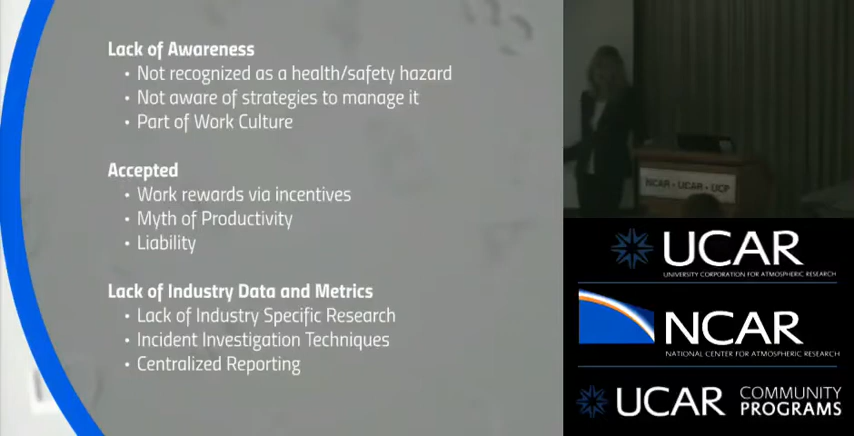 Lack of Awareness
• Not recognized as a health/safety hazard
• Not aware of strategies to manage it
• Part of Work Culture
Accepted
• Work rewards via incentives
• Myth of Productivity
• Liability
Lack of Industry Data and Metrics
• Lack of Industry Specific Research
• Incident Investigation Techniques
• Centralized Reporting
NCAR • UCAR • UCP
UCAR
UNIVERSITY CORPORATION FOR ATMOSPHERIC RESEARCH
NCAR
NATIONAL CENTER FOR ATMOSPHERIC RESEARCH
UCAR COMMUNITY PROGRAMS